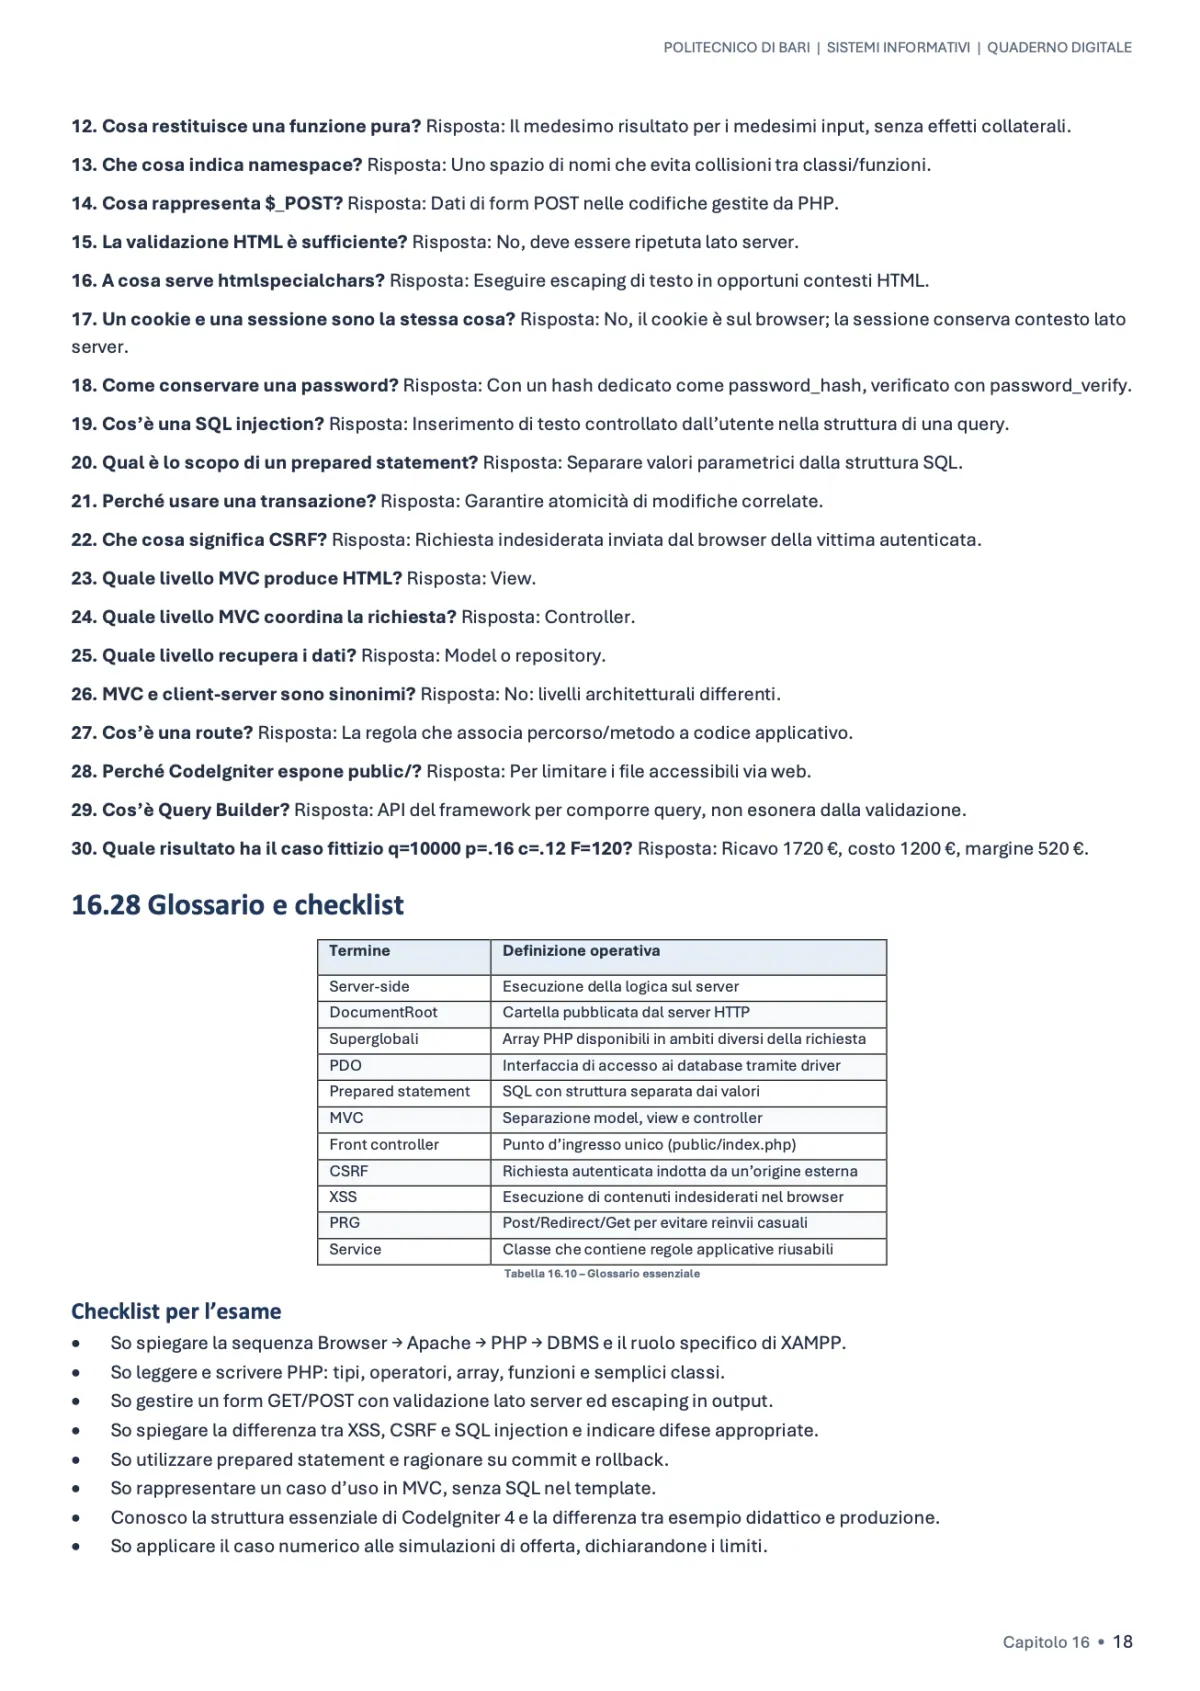 POLITECNICO DI BARI | SISTEMI INFORMATIVI | QUADERNO DIGITALE
12. Cosa restituisce una funzione pura? Risposta: Il medesimo risultato per i medesimi input, senza effetti collaterali.
13. Che cosa indica namespace? Risposta: Uno spazio di nomi che evita collisioni tra classi/funzioni.
14. Cosa rappresenta $_POST? Risposta: Dati di form POST nelle codifiche gestite da PHP.
15. La validazione HTML è sufficiente? Risposta: No, deve essere ripetuta lato server.
16. A cosa serve htmlspecialchars? Risposta: Eseguire escaping di testo in opportuni contesti HTML.
17. Un cookie e una sessione sono la stessa cosa? Risposta: No, il cookie è sul browser; la sessione conserva contesto lato
server.
18. Come conservare una password? Risposta: Con un hash dedicato come password_hash, verificato con password_verify.
19. Cos’è una SQL injection? Risposta: Inserimento di testo controllato dall’utente nella struttura di una query.
20. Qual è lo scopo di un prepared statement? Risposta: Separare valori parametrici dalla struttura SQL.
21. Perché usare una transazione? Risposta: Garantire atomicità di modifiche correlate.
22. Che cosa significa CSRF? Risposta: Richiesta indesiderata inviata dal browser della vittima autenticata.
23. Quale livello MVC produce HTML? Risposta: View.
24. Quale livello MVC coordina la richiesta? Risposta: Controller.
25. Quale livello recupera i dati? Risposta: Model o repository.
26. MVC e client-server sono sinonimi? Risposta: No: livelli architetturali differenti.
27. Cos’è una route? Risposta: La regola che associa percorso/metodo a codice applicativo.
28. Perché CodeIgniter espone public/? Risposta: Per limitare i file accessibili via web.
29. Cos’è Query Builder? Risposta: API del framework per comporre query, non esonera dalla validazione.
30. Quale risultato ha il caso fittizio q=10000 p=.16 c=.12 F=120? Risposta: Ricavo 1720 €, costo 1200 €, margine 520 €.
16.28 Glossario e checklist
Termine Definizione operativa
Server-side Esecuzione della logica sul server
DocumentRoot Cartella pubblicata dal server HTTP
Superglobali Array PHP disponibili in ambiti diversi della richiesta
PDO Interfaccia di accesso ai database tramite driver
Prepared statement SQL con struttura separata dai valori
MVC Separazione model, view e controller
Front controller Punto d’ingresso unico (public/index.php)
CSRF Richiesta autenticata indotta da un’origine esterna
XSS Esecuzione di contenuti indesiderati nel browser
PRG Post/Redirect/Get per evitare reinvii casuali
Service Classe che contiene regole applicative riusabili
Tabella 16.10 – Glossario essenziale
Checklist per l’esame
• So spiegare la sequenza Browser → Apache → PHP → DBMS e il ruolo specifico di XAMPP.
• So leggere e scrivere PHP: tipi, operatori, array, funzioni e semplici classi.
• So gestire un form GET/POST con validazione lato server ed escaping in output.
• So spiegare la differenza tra XSS, CSRF e SQL injection e indicare difese appropriate.
• So utilizzare prepared statement e ragionare su commit e rollback.
• So rappresentare un caso d’uso in MVC, senza SQL nel template.
• Conosco la struttura essenziale di CodeIgniter 4 e la differenza tra esempio didattico e produzione.
• So applicare il caso numerico alle simulazioni di offerta, dichiarandone i limiti.
Capitolo 16 • 18